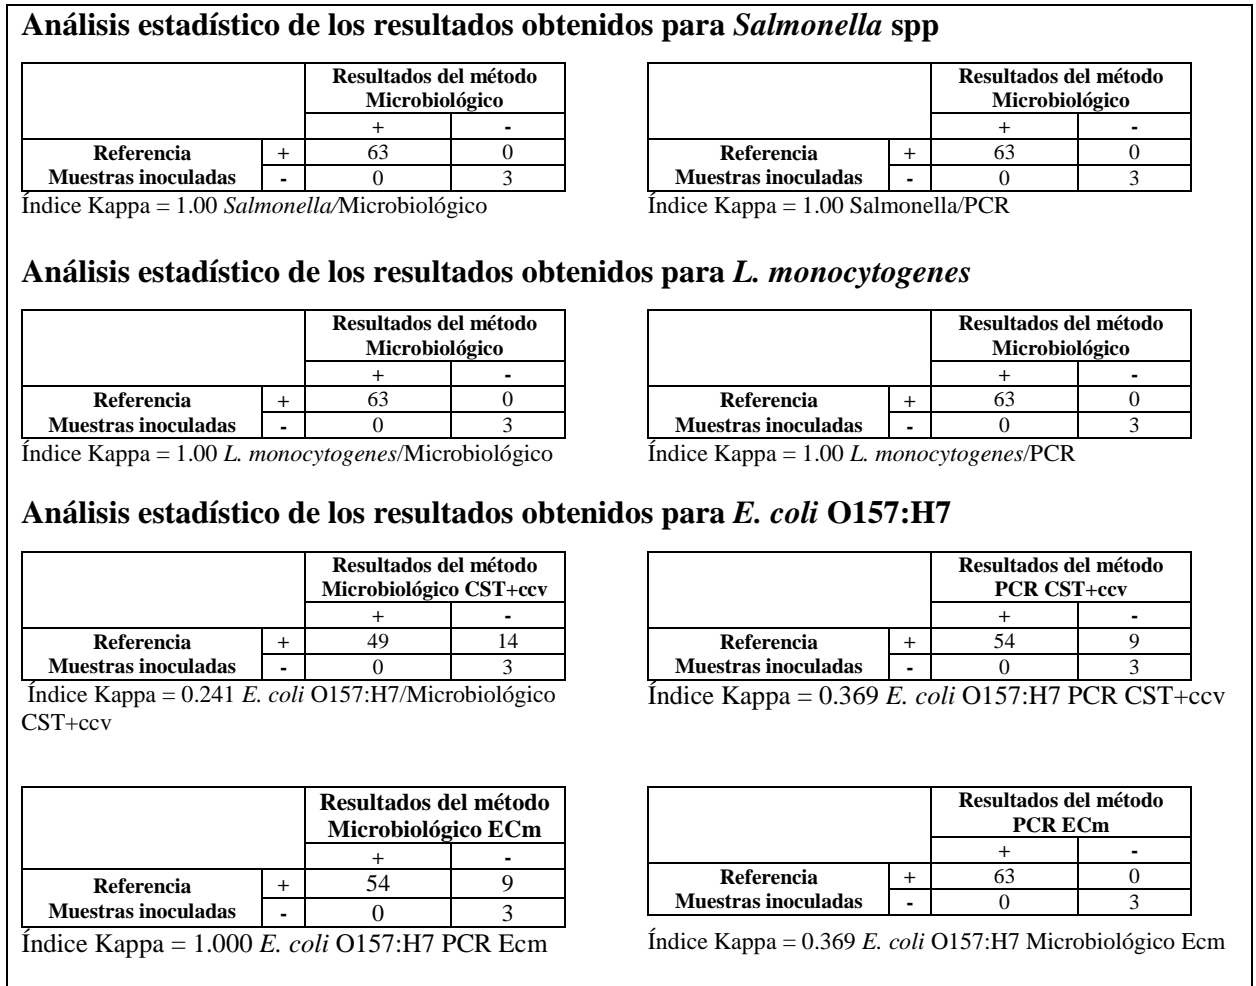 Análisis estadístico de los resultados obtenidos para Salmonella spp
Resultados del método
Microbiológico
+ -
Referencia + 63 0
Muestras inoculadas - 0 3
Índice Kappa = 1.00 Salmonella/Microbiológico
Resultados del método
Microbiológico
+ -
Referencia + 63 0
Muestras inoculadas - 0 3
Índice Kappa = 1.00 Salmonella/PCR
Análisis estadístico de los resultados obtenidos para L. monocytogenes
Resultados del método
Microbiológico
+ -
Referencia + 63 0
Muestras inoculadas - 0 3
Índice Kappa = 1.00 L. monocytogenes/Microbiológico
Resultados del método
Microbiológico
+ -
Referencia + 63 0
Muestras inoculadas - 0 3
Índice Kappa = 1.00 L. monocytogenes/PCR
Análisis estadístico de los resultados obtenidos para E. coli O157:H7
Resultados del método
Microbiológico CST+ccv
+ -
Referencia + 49 14
Muestras inoculadas - 0 3
Índice Kappa = 0.241 E. coli O157:H7/Microbiológico
CST+ccv
Resultados del método
PCR CST+ccv
+ -
Referencia + 54 9
Muestras inoculadas - 0 3
Índice Kappa = 0.369 E. coli O157:H7 PCR CST+ccv
Resultados del método
Microbiológico ECm
+ -
Referencia + 54 9
Muestras inoculadas - 0 3
Índice Kappa = 1.000 E. coli O157:H7 PCR Ecm
Resultados del método
PCR ECm
+ -
Referencia + 63 0
Muestras inoculadas - 0 3
Índice Kappa = 0.369 E. coli O157:H7 Microbiológico Ecm